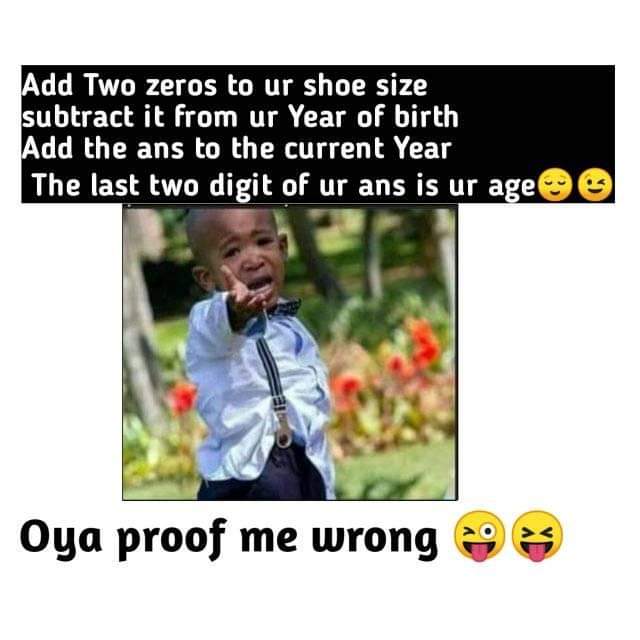 Add Two zeros to ur shoe size
subtract it from ur Year of birth
Add the ans to the current Year
The last two digit of ur ans is ur age😌😉
Oya proof me wrong 😜😝